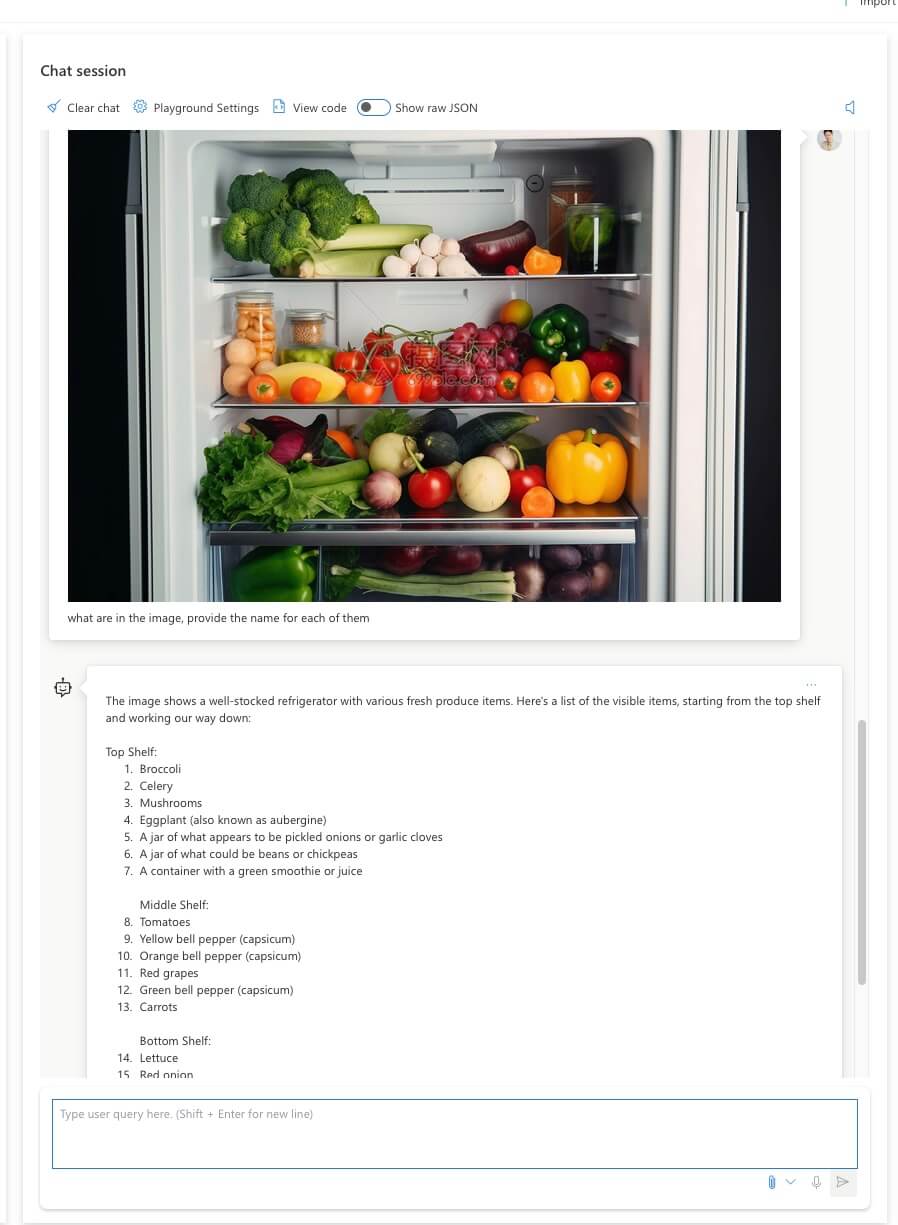 Import
Chat session
Clear chat Playground Settings View code Show raw JSON
摄图网
699pic.com
what are in the image, provide the name for each of them
The image shows a well-stocked refrigerator with various fresh produce items. Here's a list of the visible items, starting from the top shelf
and working our way down:
Top Shelf:
1. Broccoli
2. Celery
3. Mushrooms
4. Eggplant (also known as aubergine)
5. A jar of what appears to be pickled onions or garlic cloves
6. A jar of what could be beans or chickpeas
7. A container with a green smoothie or juice
Middle Shelf:
8. Tomatoes
9. Yellow bell pepper (capsicum)
10. Orange bell pepper (capsicum)
11. Red grapes
12. Green bell pepper (capsicum)
13. Carrots
Bottom Shelf:
14. Lettuce
15. Red onion
Type user query here. (Shift + Enter for new line)